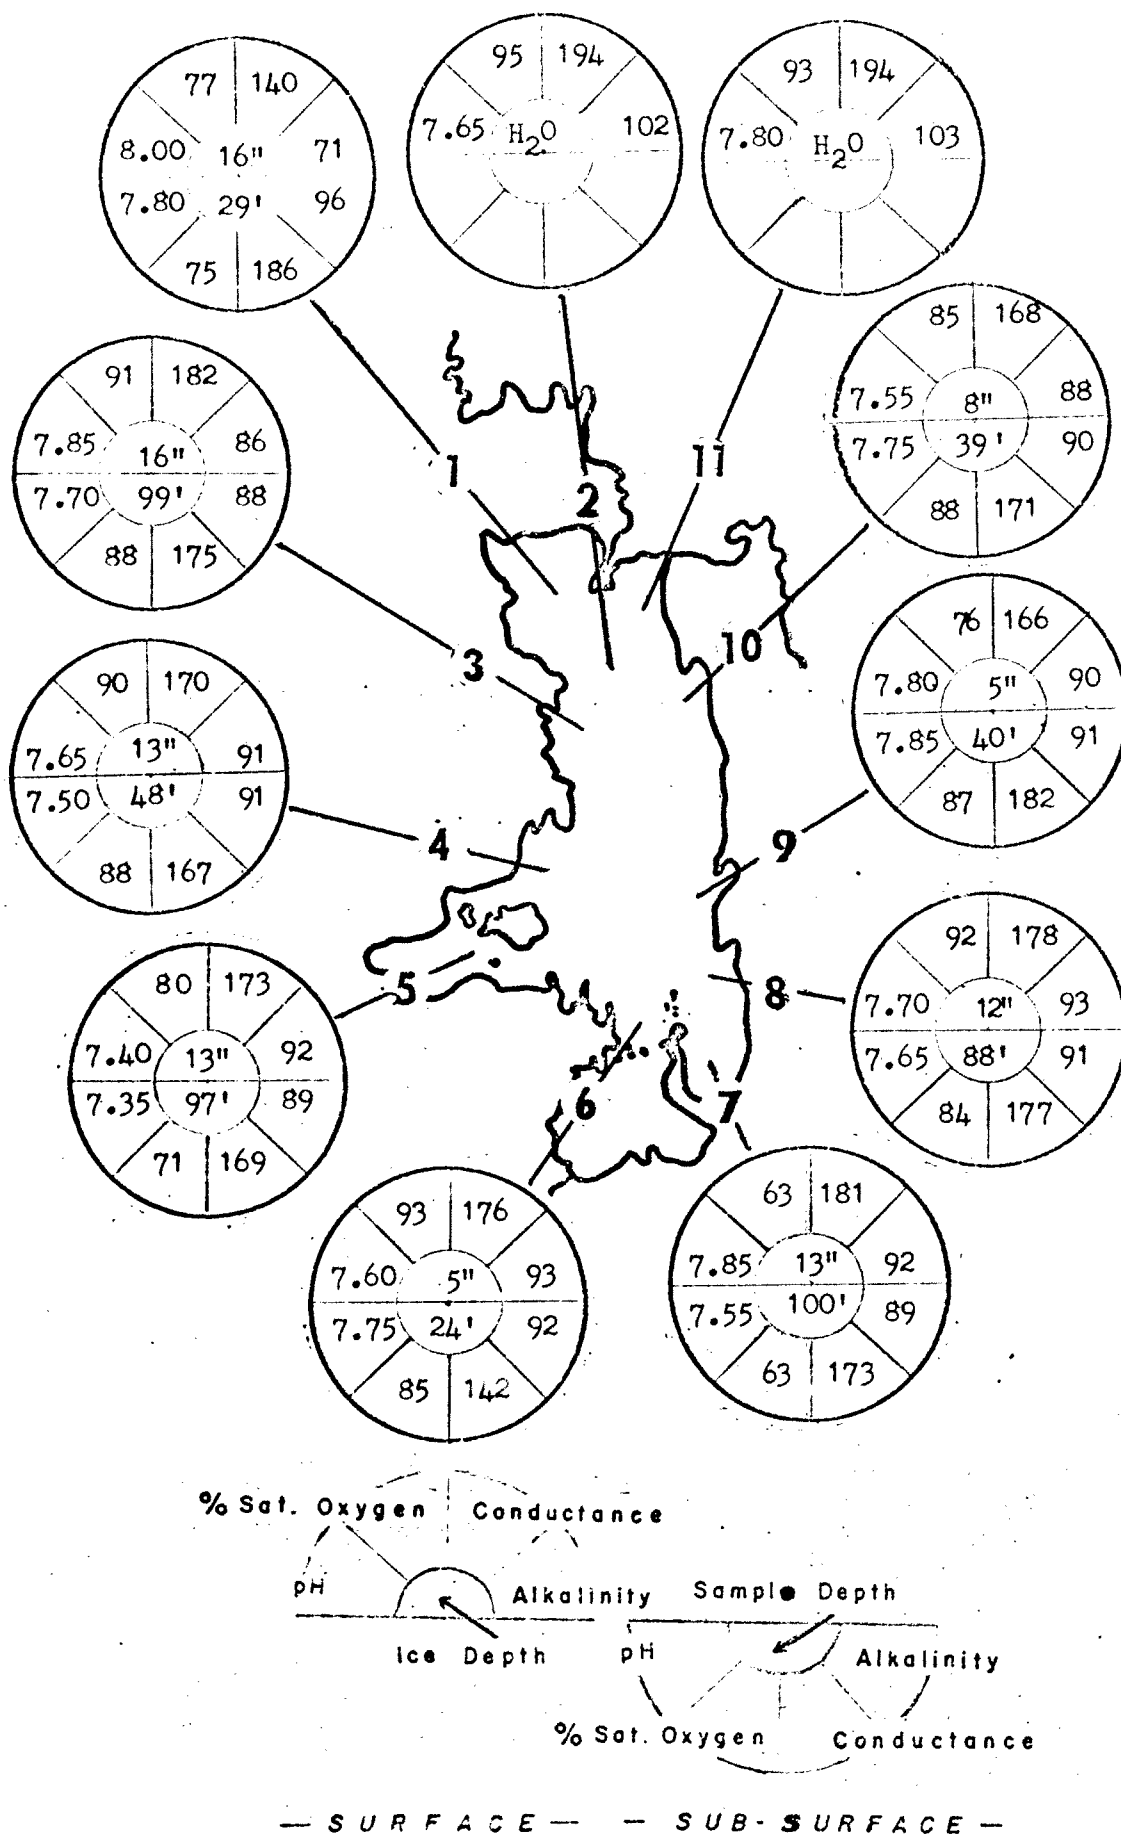 77 140
8.00 16" 71
7.80 29' 96
75 186
95 194
7.65 H2O 102
93 194
7.80 H2O 103
91 182
7.85 16" 86
7.70 99' 88
88 175
85 168
7.55 8" 88
7.75 39' 90
88 171
1
2
11
3
10
90 170
7.65 13" 91
7.50 48' 91
88 167
76 166
7.80 5" 90
7.85 40' 91
87 182
4
9
80 173
7.40 13" 92
7.35 97' 89
71 169
92 178
7.70 12" 93
7.65 88' 91
84 177
5
8
6
7
93 176
7.60 5" 93
7.75 24' 92
85 142
63 181
7.85 13" 92
7.55 100' 89
63 173
% Sat. Oxygen Conductance
pH Alkalinity
Ice Depth
Sample Depth
pH Alkalinity
% Sat. Oxygen Conductance
— SURFACE — — SUB-SURFACE —